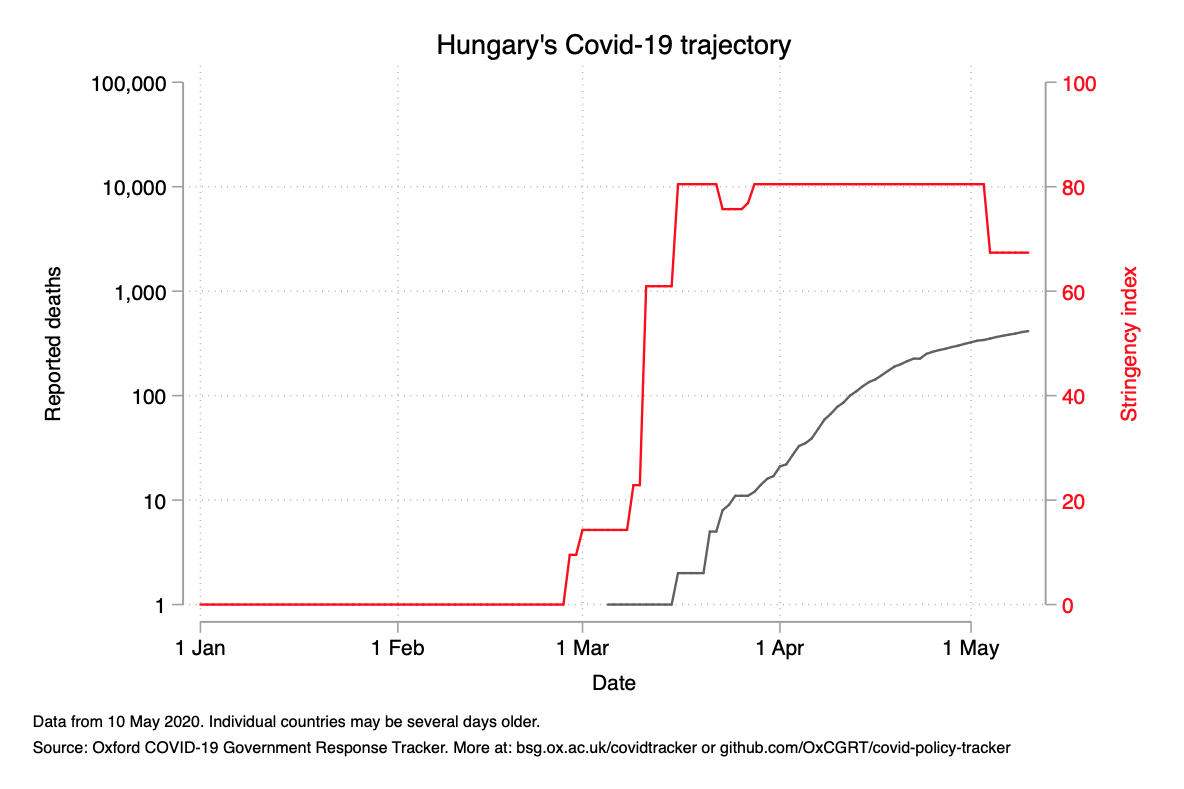 Hungary's Covid-19 trajectory
100,000
10,000
1,000
100
10
1
Reported deaths
100
80
60
40
20
0
Stringency index
1 Jan
1 Feb
1 Mar
1 Apr
1 May
Date
Data from 10 May 2020. Individual countries may be several days older.
Source: Oxford COVID-19 Government Response Tracker. More at: bsg.ox.ac.uk/covidtracker or github.com/OxCGRT/covid-policy-tracker